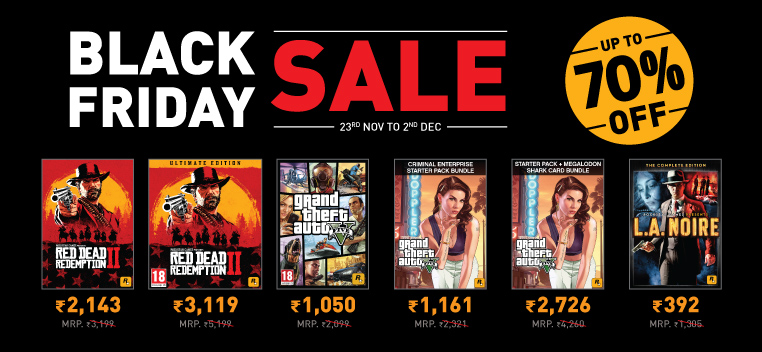 BLACK
FRIDAY
SALE
23RD NOV TO 2ND DEC
UP TO
70%
OFF
RED DEAD
REDEMPTION II
R
₹2,143
MRP. ₹3,199
ULTIMATE EDITION
RED DEAD
REDEMPTION II
18
R
₹3,119
MRP. ₹5,199
grand
theft
auto V
FIVE
18
R
₹1,050
MRP. ₹2,099
CRIMINAL ENTERPRISE
STARTER PACK BUNDLE
DOPPLER
grand
theft
auto V
R
₹1,161
MRP. ₹2,321
STARTER PACK + MEGALODON
SHARK CARD BUNDLE
DOPPLER
grand
theft
auto V
R
₹2,726
MRP. ₹4,260
THE COMPLETE EDITION
L.A. NOIRE
R
₹392
MRP. ₹1,305